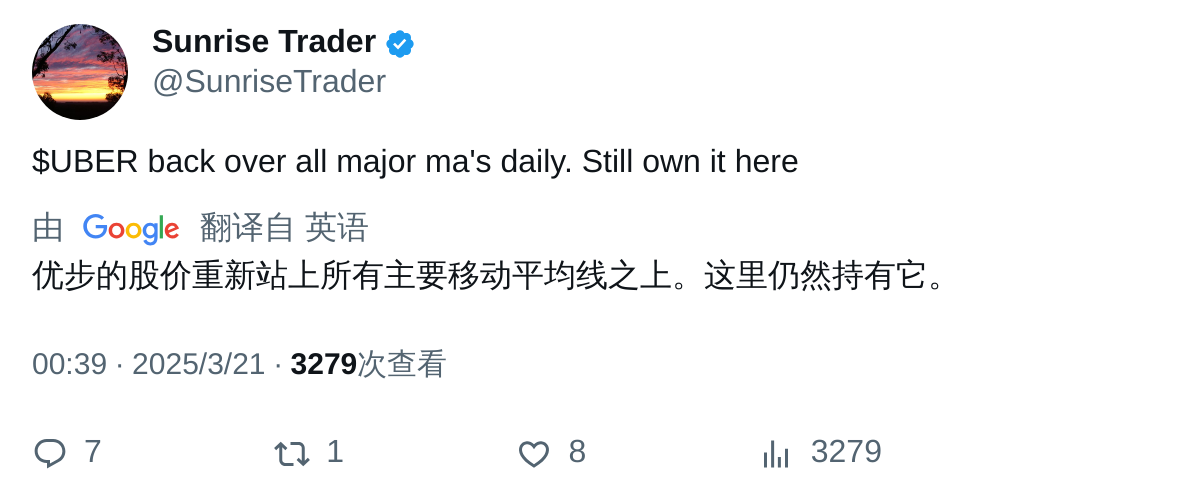 Sunrise Trader
@SunriseTrader
$UBER back over all major ma's daily. Still own it here
由 Google 翻译自 英语
优步的股价重新站上所有主要移动平均线之上。这里仍然持有它。
00:39 · 2025/3/21 · 3279次查看
7 1 8 3279